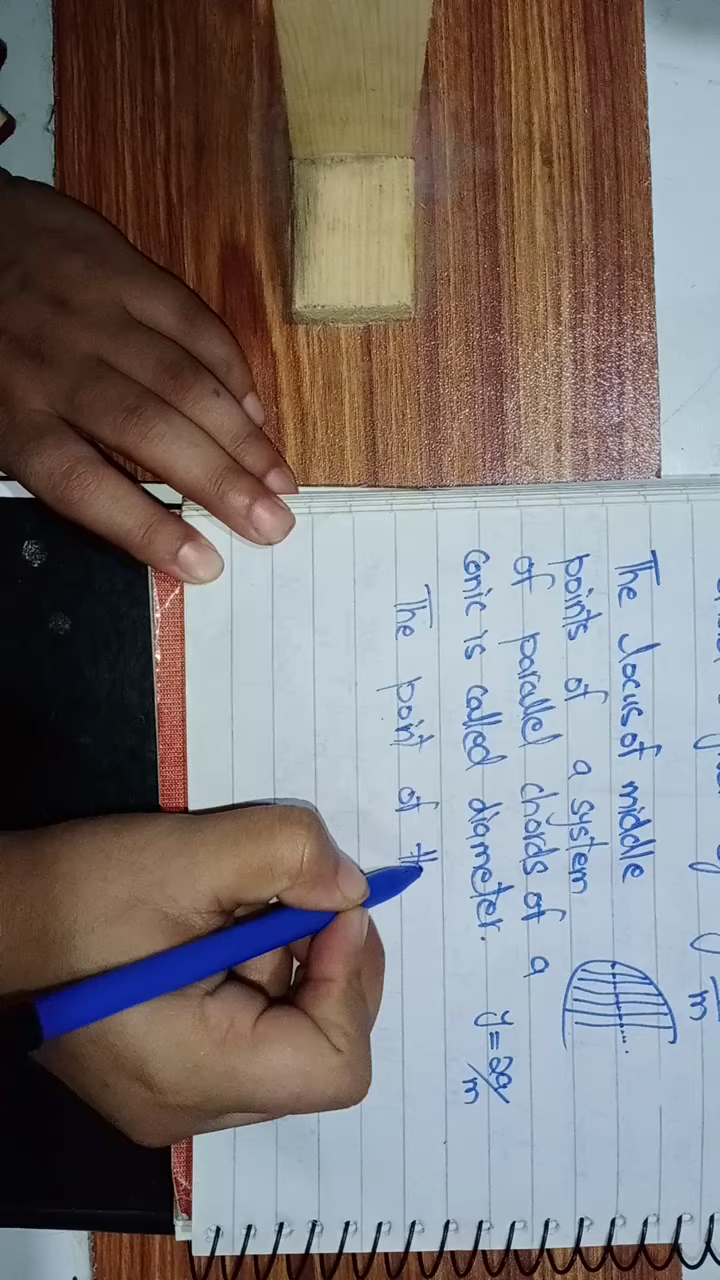 The locus of middle
points of a system
of parallel chords of a
conic is called diameter. y = 2a/m
The point of th